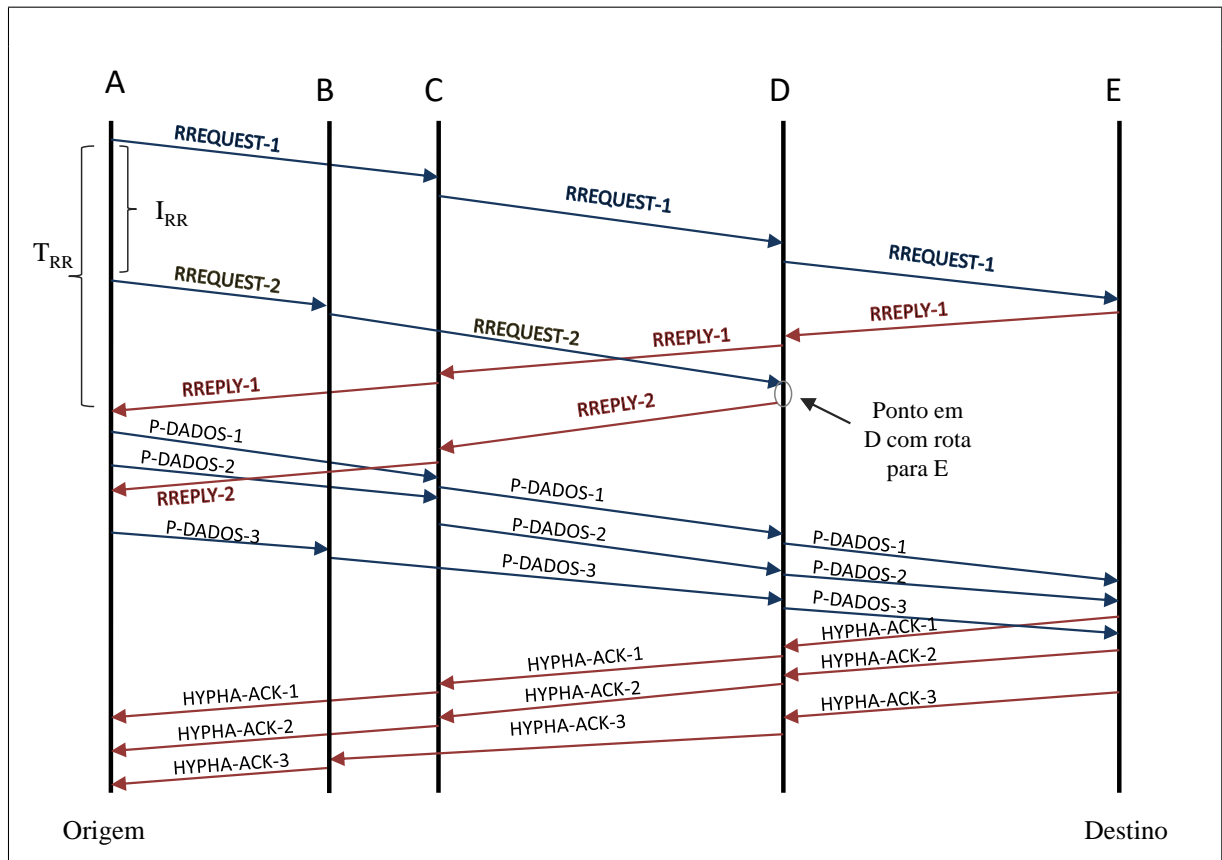 A
B
C
D
E
RREQUEST-1
RREQUEST-1
I_RR
T_RR
RREQUEST-1
RREQUEST-2
RREPLY-1
RREQUEST-2
RREPLY-1
RREPLY-1
RREPLY-2
Ponto em
D com rota
para E
P-DADOS-1
P-DADOS-2
RREPLY-2
P-DADOS-1
P-DADOS-3
P-DADOS-2
P-DADOS-1
P-DADOS-3
P-DADOS-2
P-DADOS-3
HYPHA-ACK-1
HYPHA-ACK-1
HYPHA-ACK-2
HYPHA-ACK-1
HYPHA-ACK-2
HYPHA-ACK-3
HYPHA-ACK-2
HYPHA-ACK-3
HYPHA-ACK-3
Origem
Destino